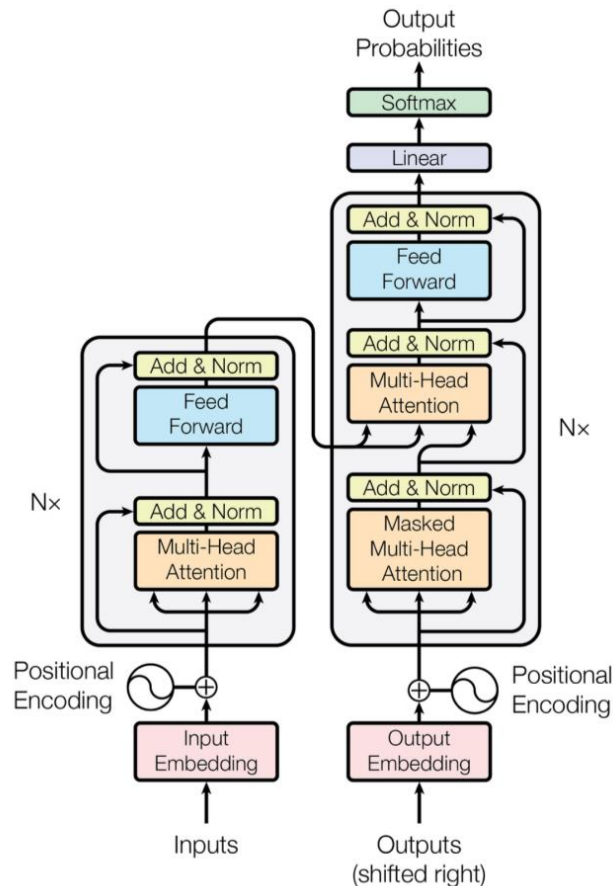 Output
Probabilities
Softmax
Linear
Add & Norm
Feed
Forward
Add & Norm
Multi-Head
Attention
Add & Norm
Masked
Multi-Head
Attention
N×
Add & Norm
Feed
Forward
Add & Norm
Multi-Head
Attention
N×
Positional
Encoding
Positional
Encoding
Input
Embedding
Output
Embedding
Inputs
Outputs
(shifted right)